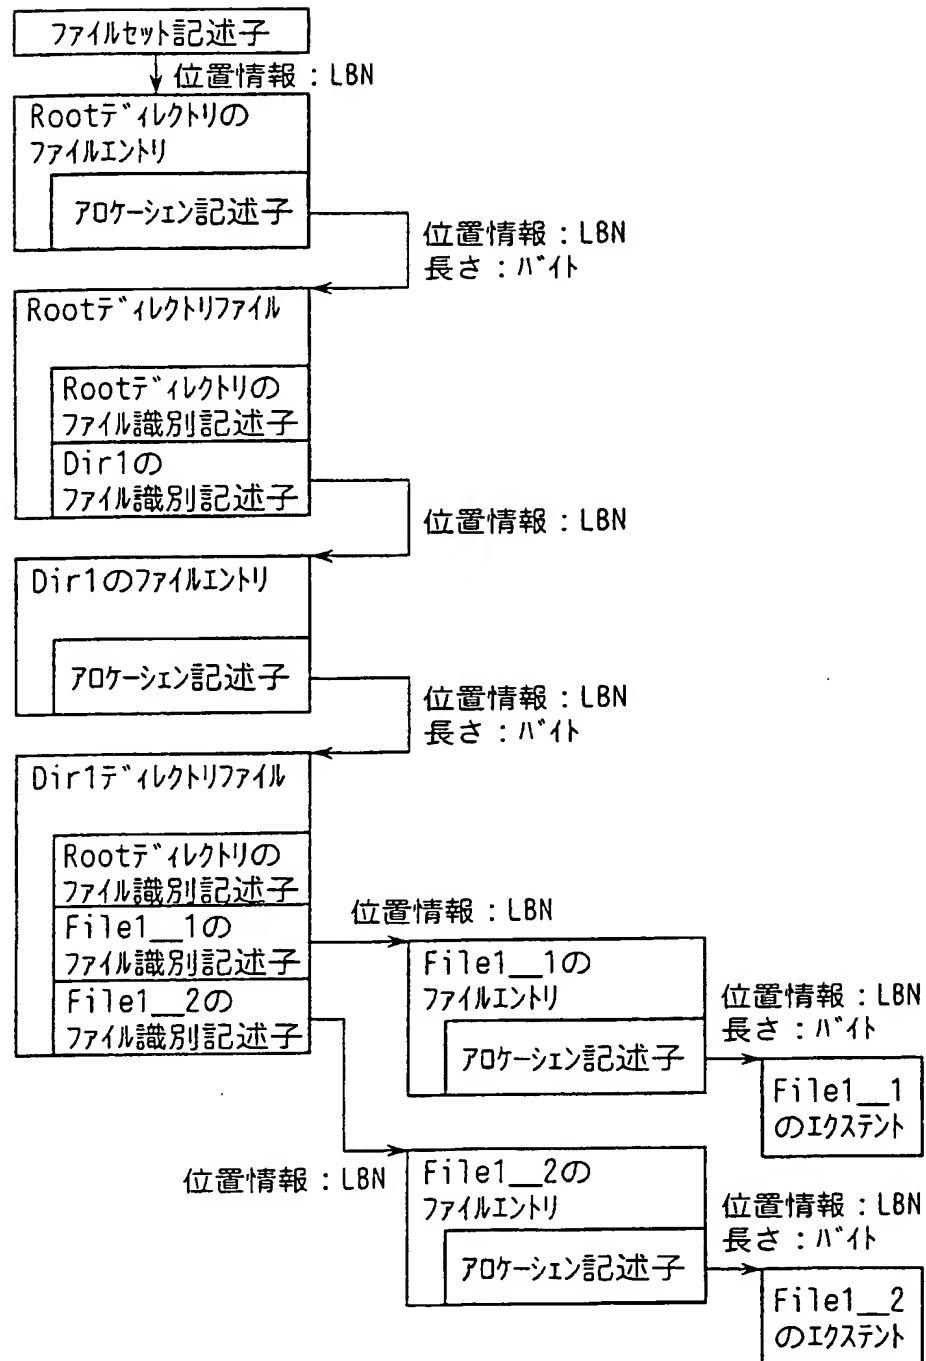 ファイルセット記述子
位置情報:LBN
Rootディレクトリの
ファイルエントリ
アロケーシェン記述子
位置情報:LBN
長さ:バイト
Rootディレクトリファイル
Rootディレクトリの
ファイル識別記述子
Dir1の
ファイル識別記述子
位置情報:LBN
Dir1のファイルエントリ
アロケーシェン記述子
位置情報:LBN
長さ:バイト
Dir1ディレクトリファイル
Rootディレクトリの
ファイル識別記述子
File1__1の
ファイル識別記述子
File1__2の
ファイル識別記述子
位置情報:LBN
File1__1の
ファイルエントリ
アロケーシェン記述子
位置情報:LBN
長さ:バイト
File1__1
のエクステント
位置情報:LBN
File1__2の
ファイルエントリ
アロケーシェン記述子
位置情報:LBN
長さ:バイト
File1__2
のエクステント